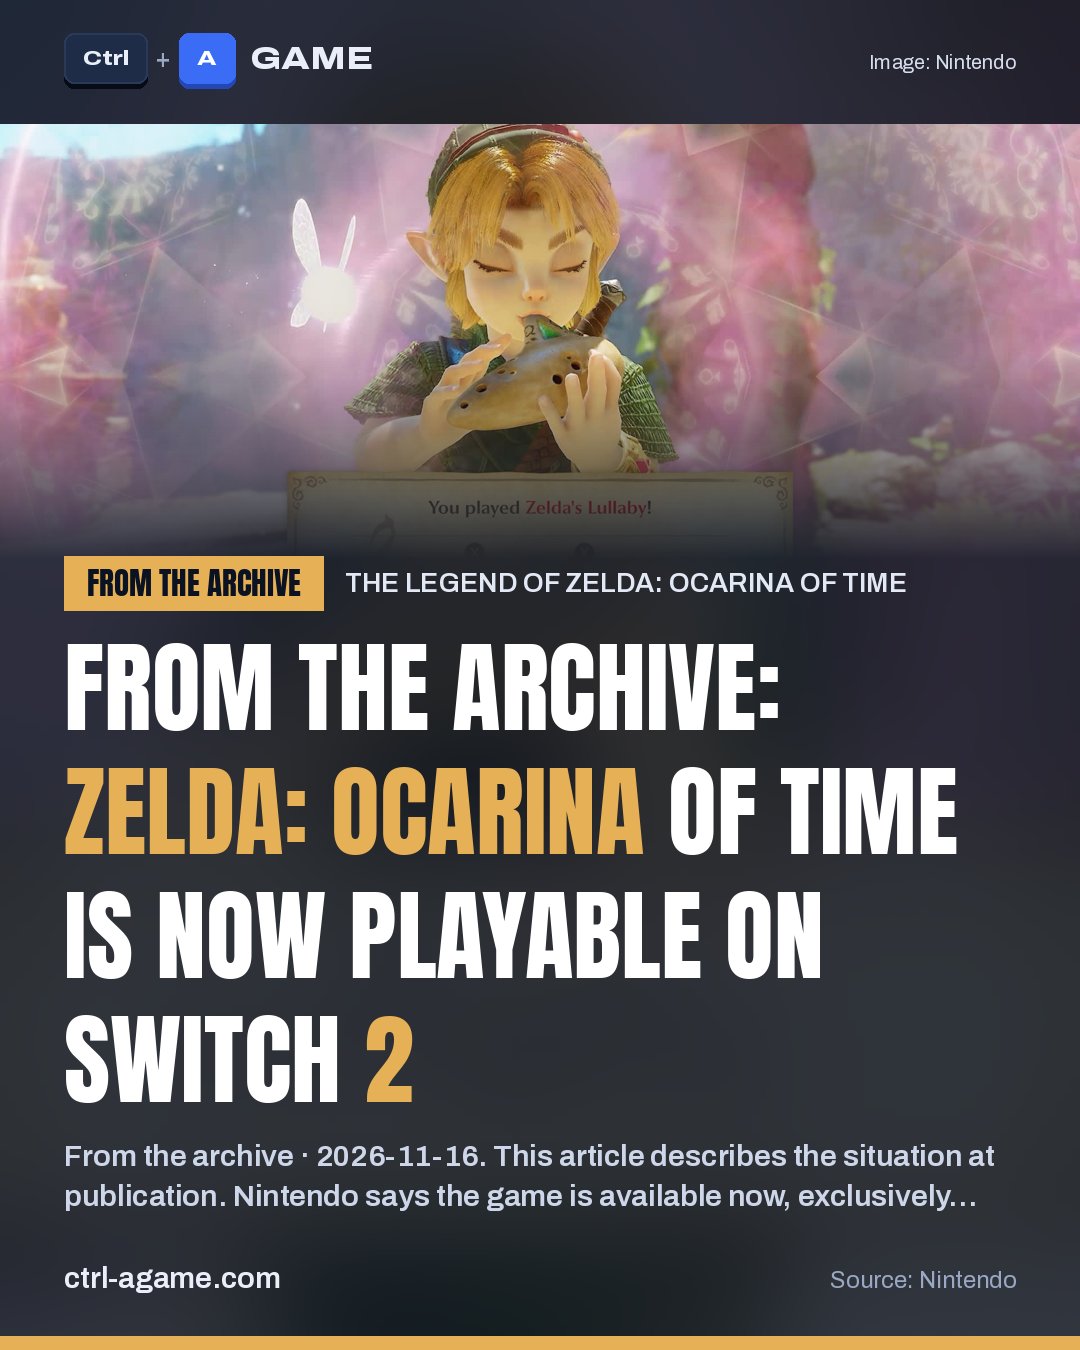 Ctrl + A GAME
Image: Nintendo
You played Zelda's Lullaby!
FROM THE ARCHIVE
THE LEGEND OF ZELDA: OCARINA OF TIME
FROM THE ARCHIVE:
ZELDA: OCARINA OF TIME
IS NOW PLAYABLE ON
SWITCH 2
From the archive · 2026-11-16. This article describes the situation at
publication. Nintendo says the game is available now, exclusively...
ctrl-agame.com
Source: Nintendo